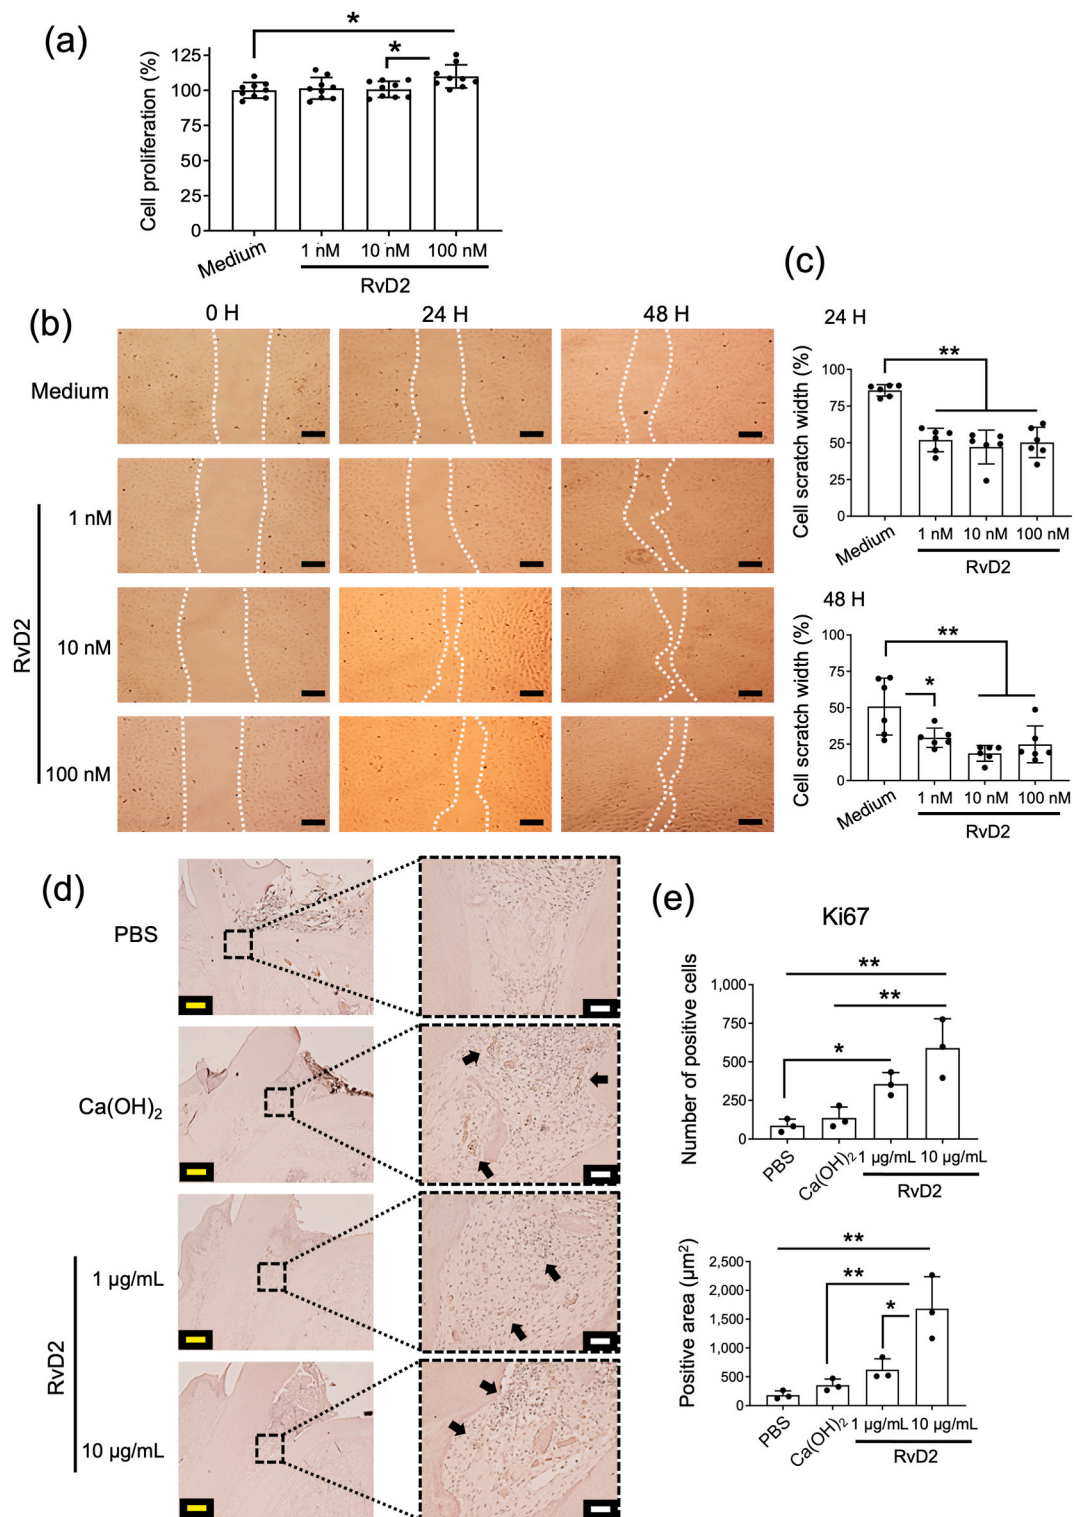 (a)
Cell proliferation (%)
125
100
75
50
25
0
*
*
Medium
1 nM
10 nM
100 nM
RvD2
(b)
0 H
24 H
48 H
Medium
1 nM
10 nM
100 nM
RvD2
(c)
24 H
Cell scratch width (%)
100
75
50
25
0
**
Medium
1 nM
10 nM
100 nM
RvD2
48 H
Cell scratch width (%)
100
75
50
25
0
**
*
Medium
1 nM
10 nM
100 nM
RvD2
(d)
PBS
Ca(OH)₂
1 µg/mL
10 µg/mL
RvD2
(e)
Ki67
Number of positive cells
1,000
750
500
250
0
**
**
*
PBS
Ca(OH)₂
1 µg/mL
10 µg/mL
RvD2
Positive area (µm²)
2,500
2,000
1,500
1,000
500
0
**
**
*
PBS
Ca(OH)₂
1 µg/mL
10 µg/mL
RvD2